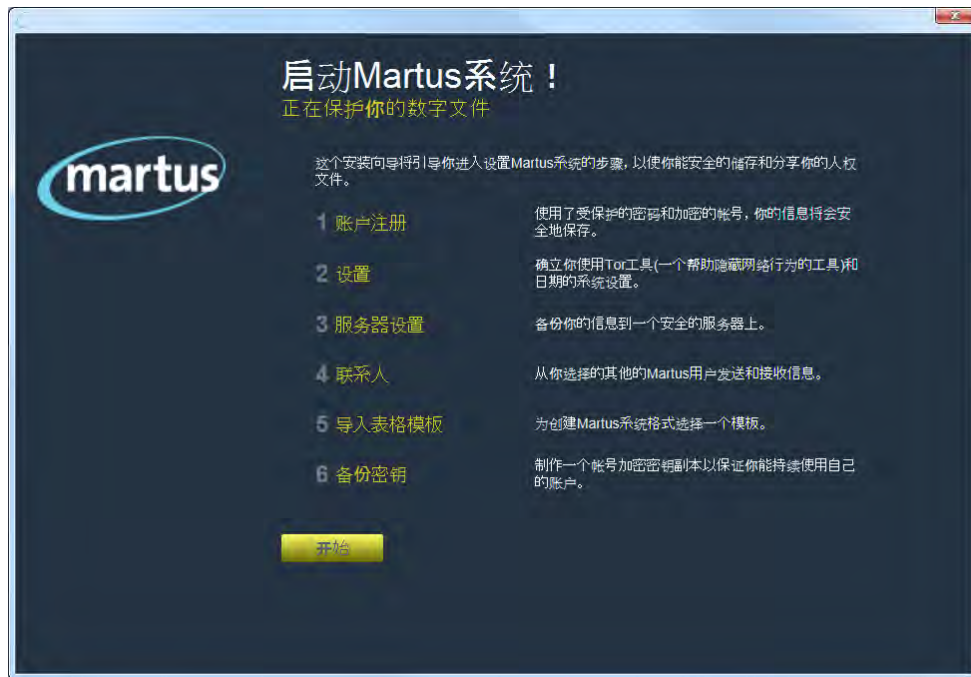 启动Martus系统！
正在保护你的数字文件
martus
这个安装向导将引导你进入设置Martus系统的步骤，以使你能安全的储存和分享你的人权
文件。
1 账户注册
使用了受保护的密码和加密的帐号，你的信息将会安
全地保存。
2 设置
确立你使用Tor工具(一个帮助隐藏网络行为的工具)和
日期的系统设置。
3 服务器设置
备份你的信息到一个安全的服务器上。
4 联系人
从你选择的其他的Martus用户发送和接收信息。
5 导入表格模板
为创建Martus系统格式选择一个模板。
6 备份密钥
制作一个帐号加密密钥副本以保证你能持续使用自己
的账户。
开始